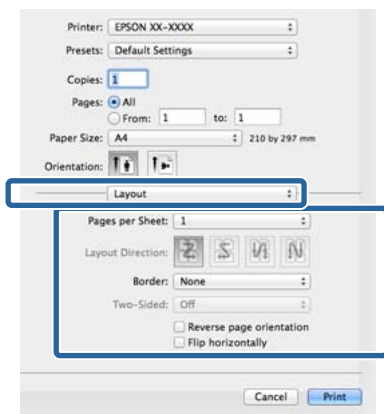 Printer: EPSON XX-XXXX
Presets: Default Settings
Copies: 1
Pages: All
From: 1 to: 1
Paper Size: A4 210 by 297 mm
Orientation:
Layout
Pages per Sheet: 1
Layout Direction:
Border: None
Two-Sided: Off
Reverse page orientation
Flip horizontally
Cancel Print